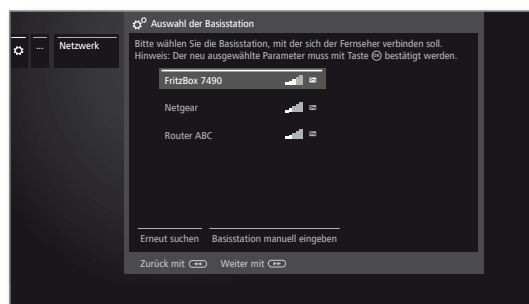 Auswahl der Basisstation
... Netzwerk
Bitte wählen Sie die Basisstation, mit der sich der Fernseher verbinden soll.
Hinweis: Der neu ausgewählte Parameter muss mit Taste OK bestätigt werden.
FritzBox 7490
Netgear
Router ABC
Erneut suchen Basisstation manuell eingeben
Zurück mit Weiter mit